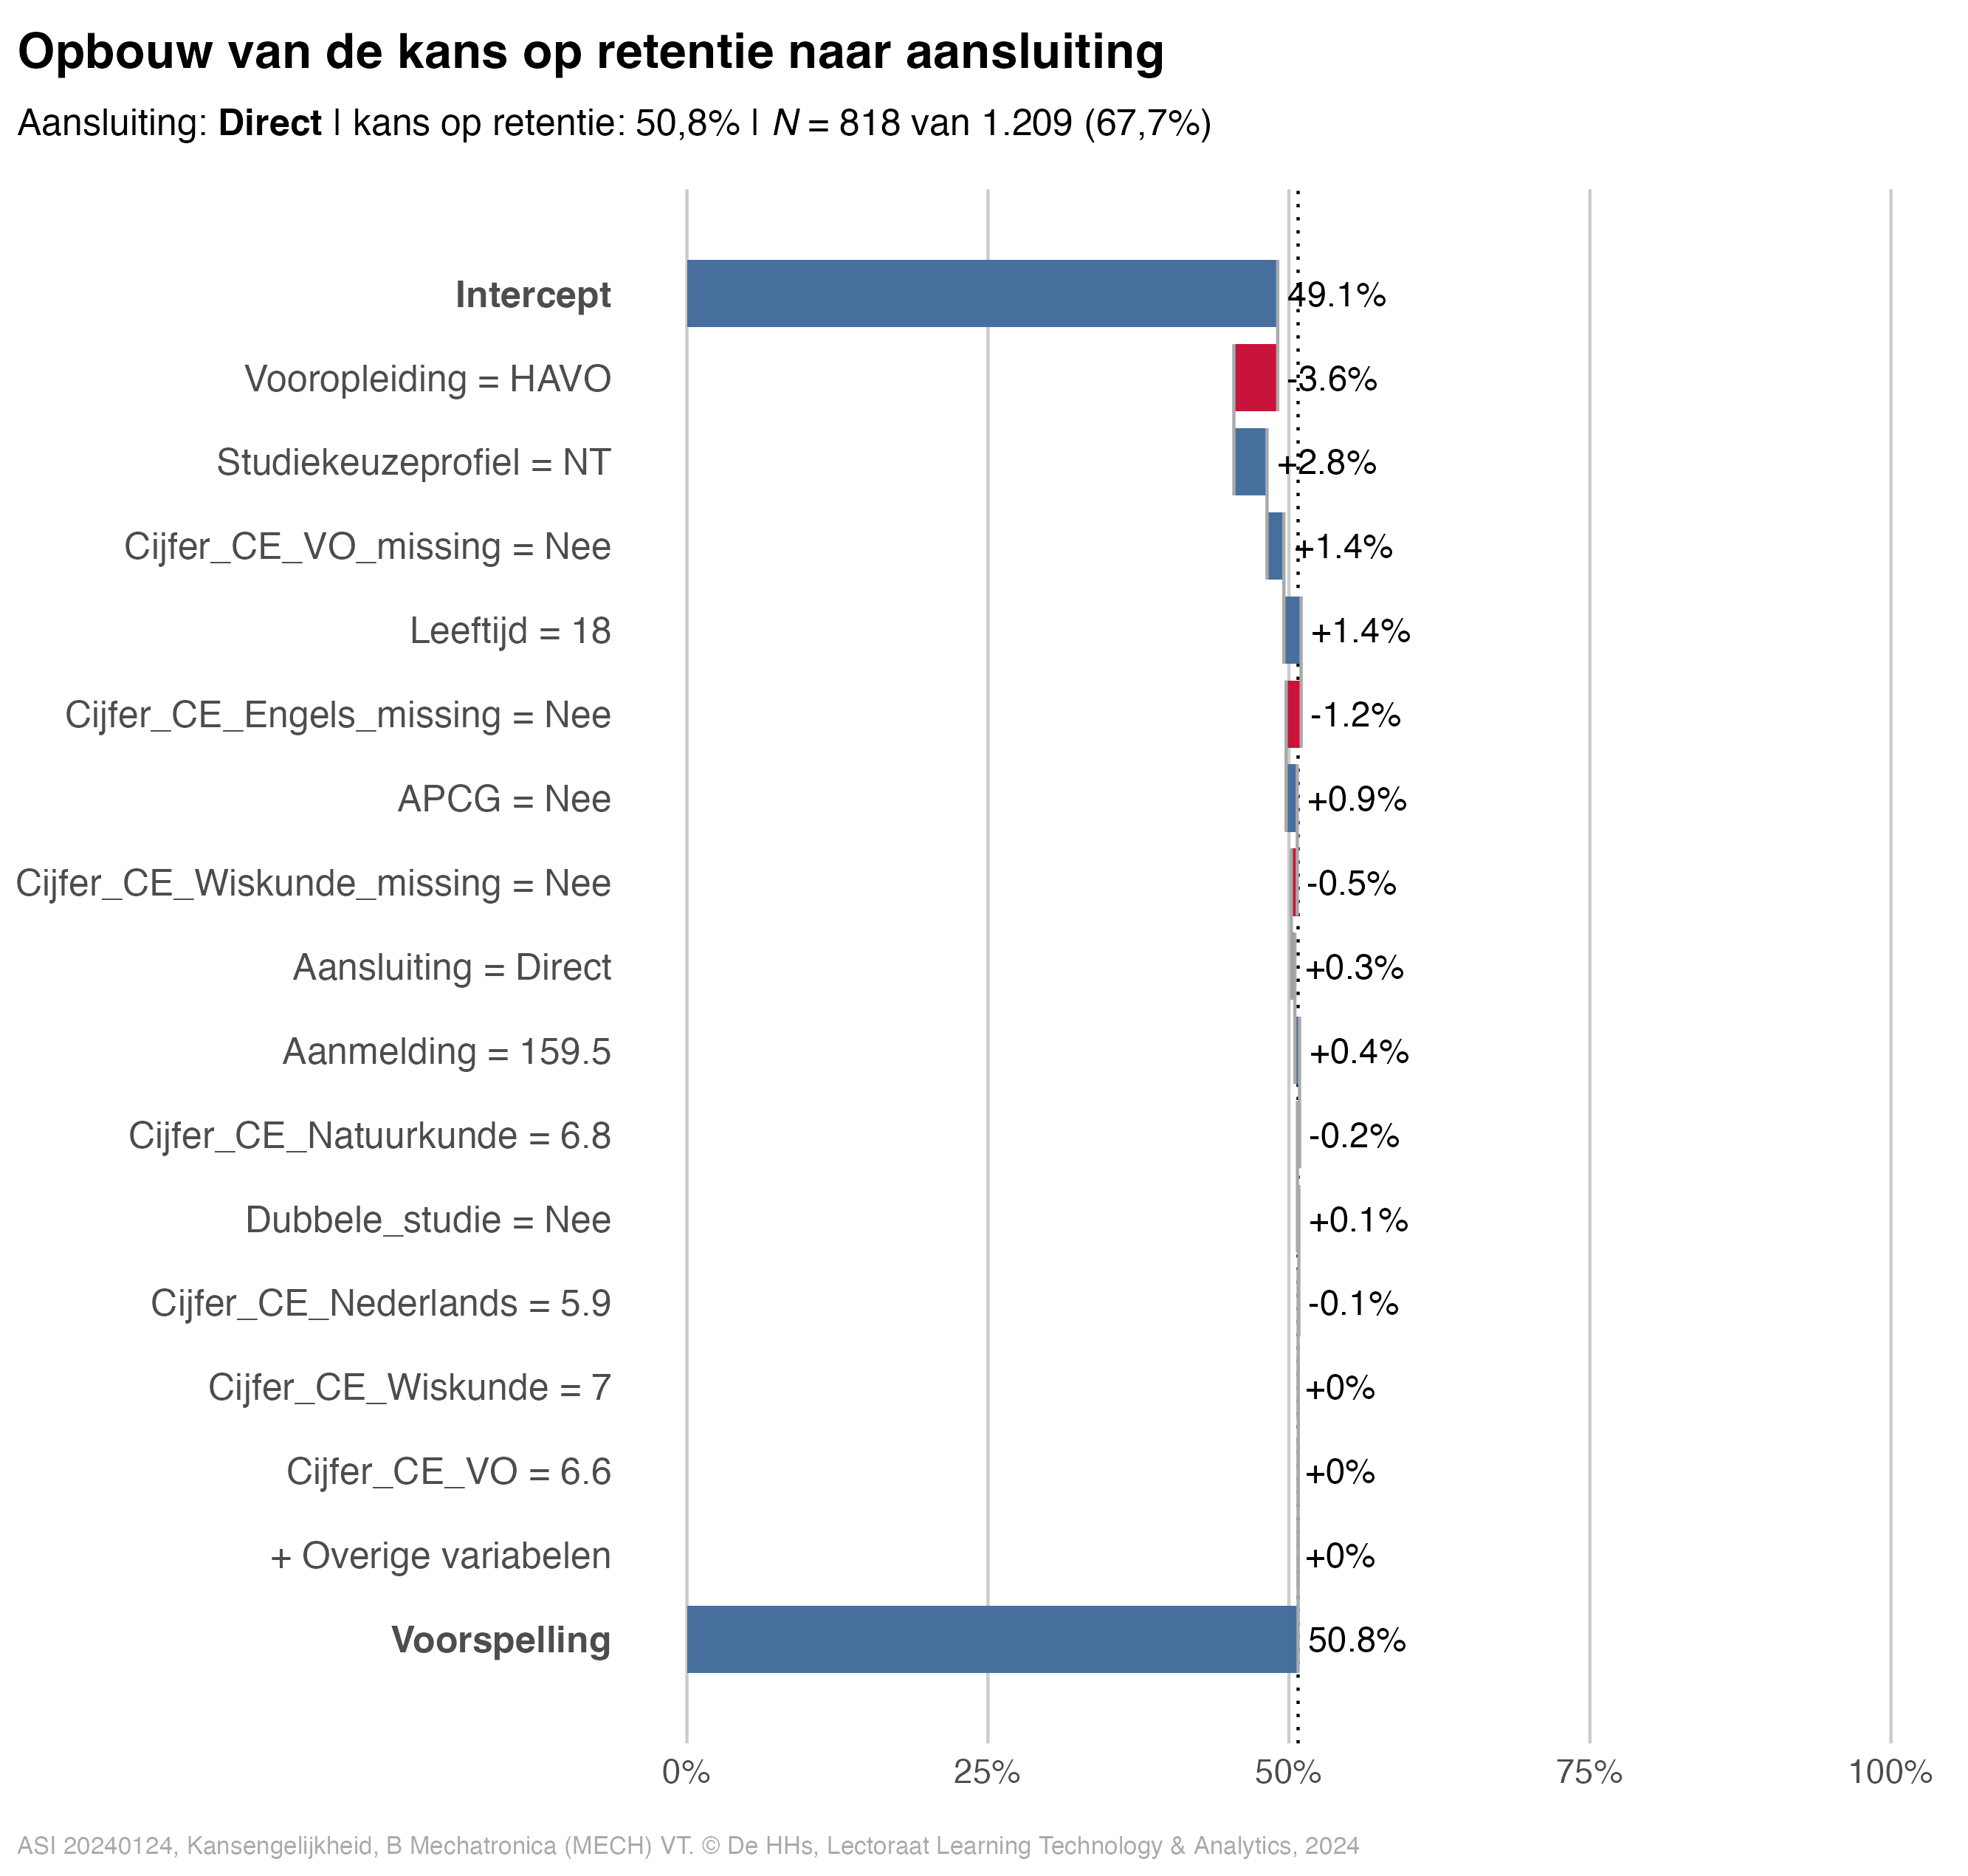 Opbouw van de kans op retentie naar aansluiting
Aansluiting: Direct | kans op retentie: 50,8% | N = 818 van 1.209 (67,7%)
Intercept 49.1%
Vooropleiding = HAVO -3.6%
Studiekeuzeprofiel = NT +2.8%
Cijfer_CE_VO_missing = Nee +1.4%
Leeftijd = 18 +1.4%
Cijfer_CE_Engels_missing = Nee -1.2%
APCG = Nee +0.9%
Cijfer_CE_Wiskunde_missing = Nee -0.5%
Aansluiting = Direct +0.3%
Aanmelding = 159.5 +0.4%
Cijfer_CE_Natuurkunde = 6.8 -0.2%
Dubbele_studie = Nee +0.1%
Cijfer_CE_Nederlands = 5.9 -0.1%
Cijfer_CE_Wiskunde = 7 +0%
Cijfer_CE_VO = 6.6 +0%
+ Overige variabelen +0%
Voorspelling 50.8%
0% 25% 50% 75% 100%
ASI 20240124, Kansengelijkheid, B Mechatronica (MECH) VT. © De HHs, Lectoraat Learning Technology & Analytics, 2024